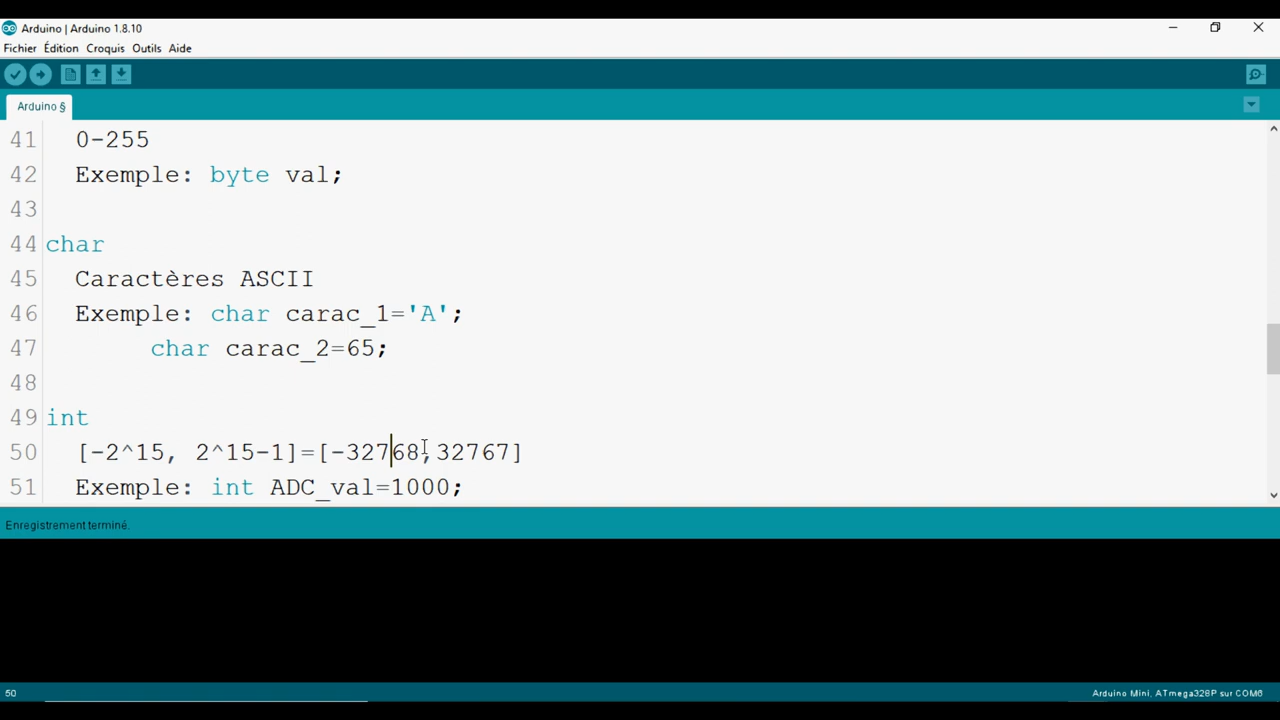 Arduino | Arduino 1.8.10
Fichier Édition Croquis Outils Aide
Arduino §
41 0-255
42 Exemple: byte val;
43
44 char
45 Caractères ASCII
46 Exemple: char carac_1='A';
47 char carac_2=65;
48
49 int
50 [-2^15, 2^15-1]=[-32768,32767]
51 Exemple: int ADC_val=1000;
Enregistrement terminé.
50 Arduino Mini, ATmega328P sur COM6